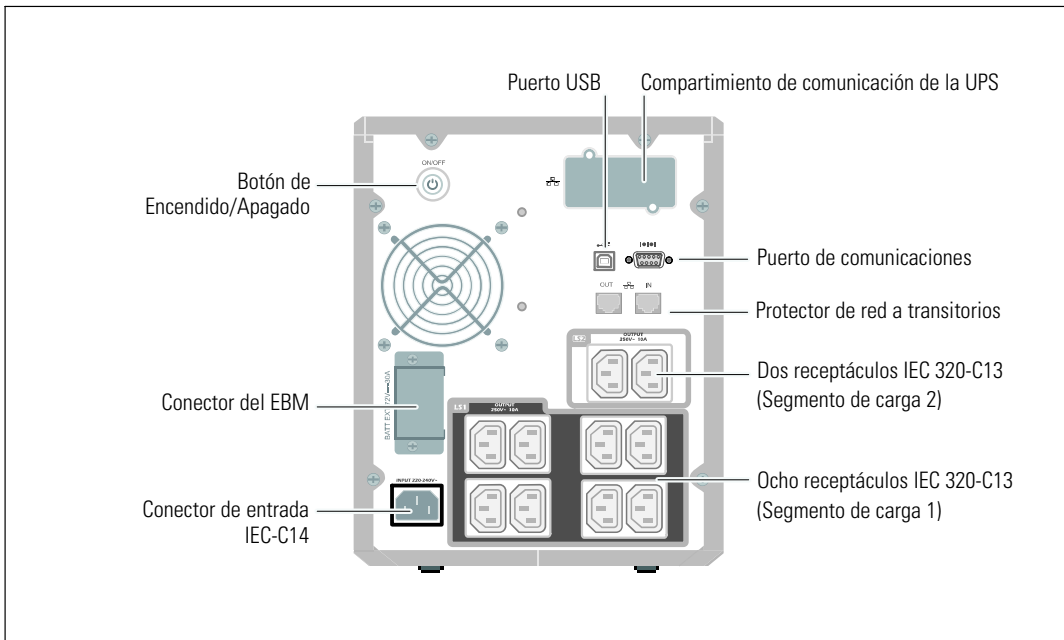 Puerto USB
Compartimiento de comunicación de la UPS
ON/OFF
Botón de
Encendido/Apagado
Puerto de comunicaciones
OUT
IN
Protector de red a transitorios
LS2
OUTPUT
250V~ 10A
Dos receptáculos IEC 320-C13
(Segmento de carga 2)
Conector del EBM
LS1
OUTPUT
250V~ 10A
INPUT 220-240V~
Ocho receptáculos IEC 320-C13
(Segmento de carga 1)
Conector de entrada
IEC-C14